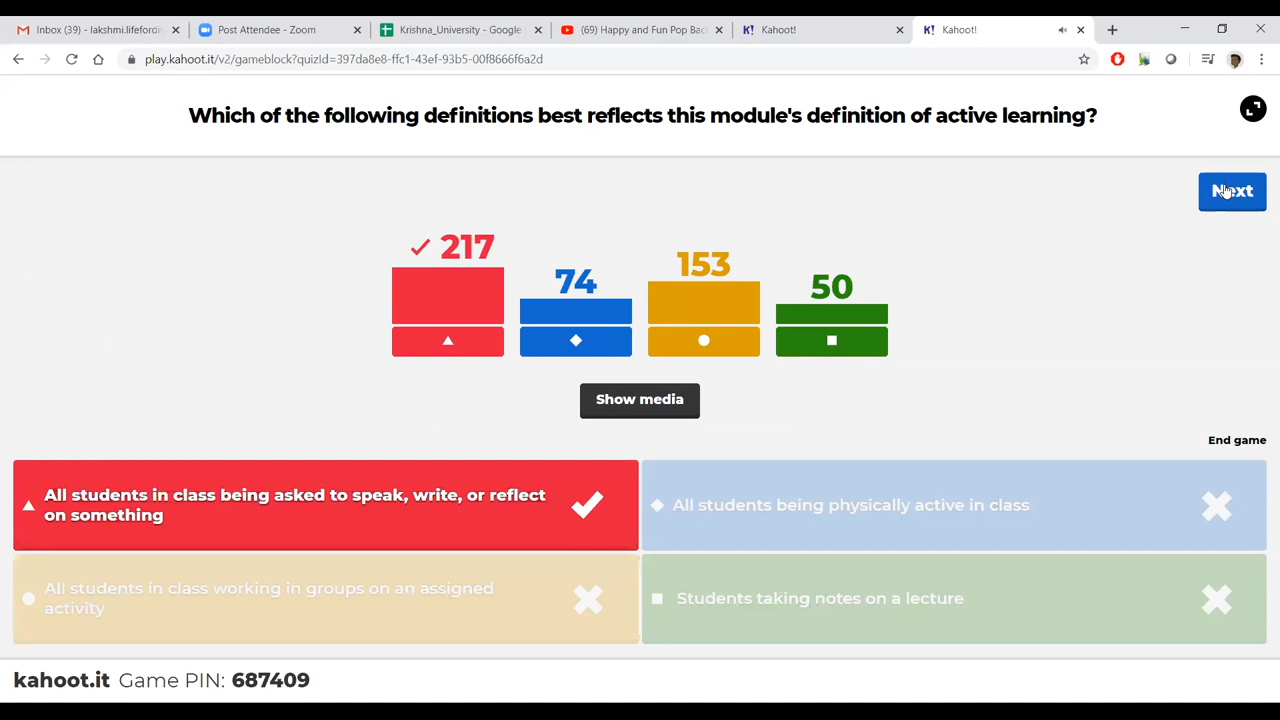 Inbox (39) - lakshmi.lifefordi
Post Attendee - Zoom
Krishna_University - Google
(69) Happy and Fun Pop Bac
K! Kahoot!
K! Kahoot!
play.kahoot.it/v2/gameblock?quizId=397da8e8-ffc1-43ef-93b5-00f8666f6a2d
Which of the following definitions best reflects this module's definition of active learning?
Next
217
74
153
50
Show media
End game
All students in class being asked to speak, write, or reflect
on something
All students being physically active in class
All students in class working in groups on an assigned
activity
Students taking notes on a lecture
kahoot.it Game PIN: 687409